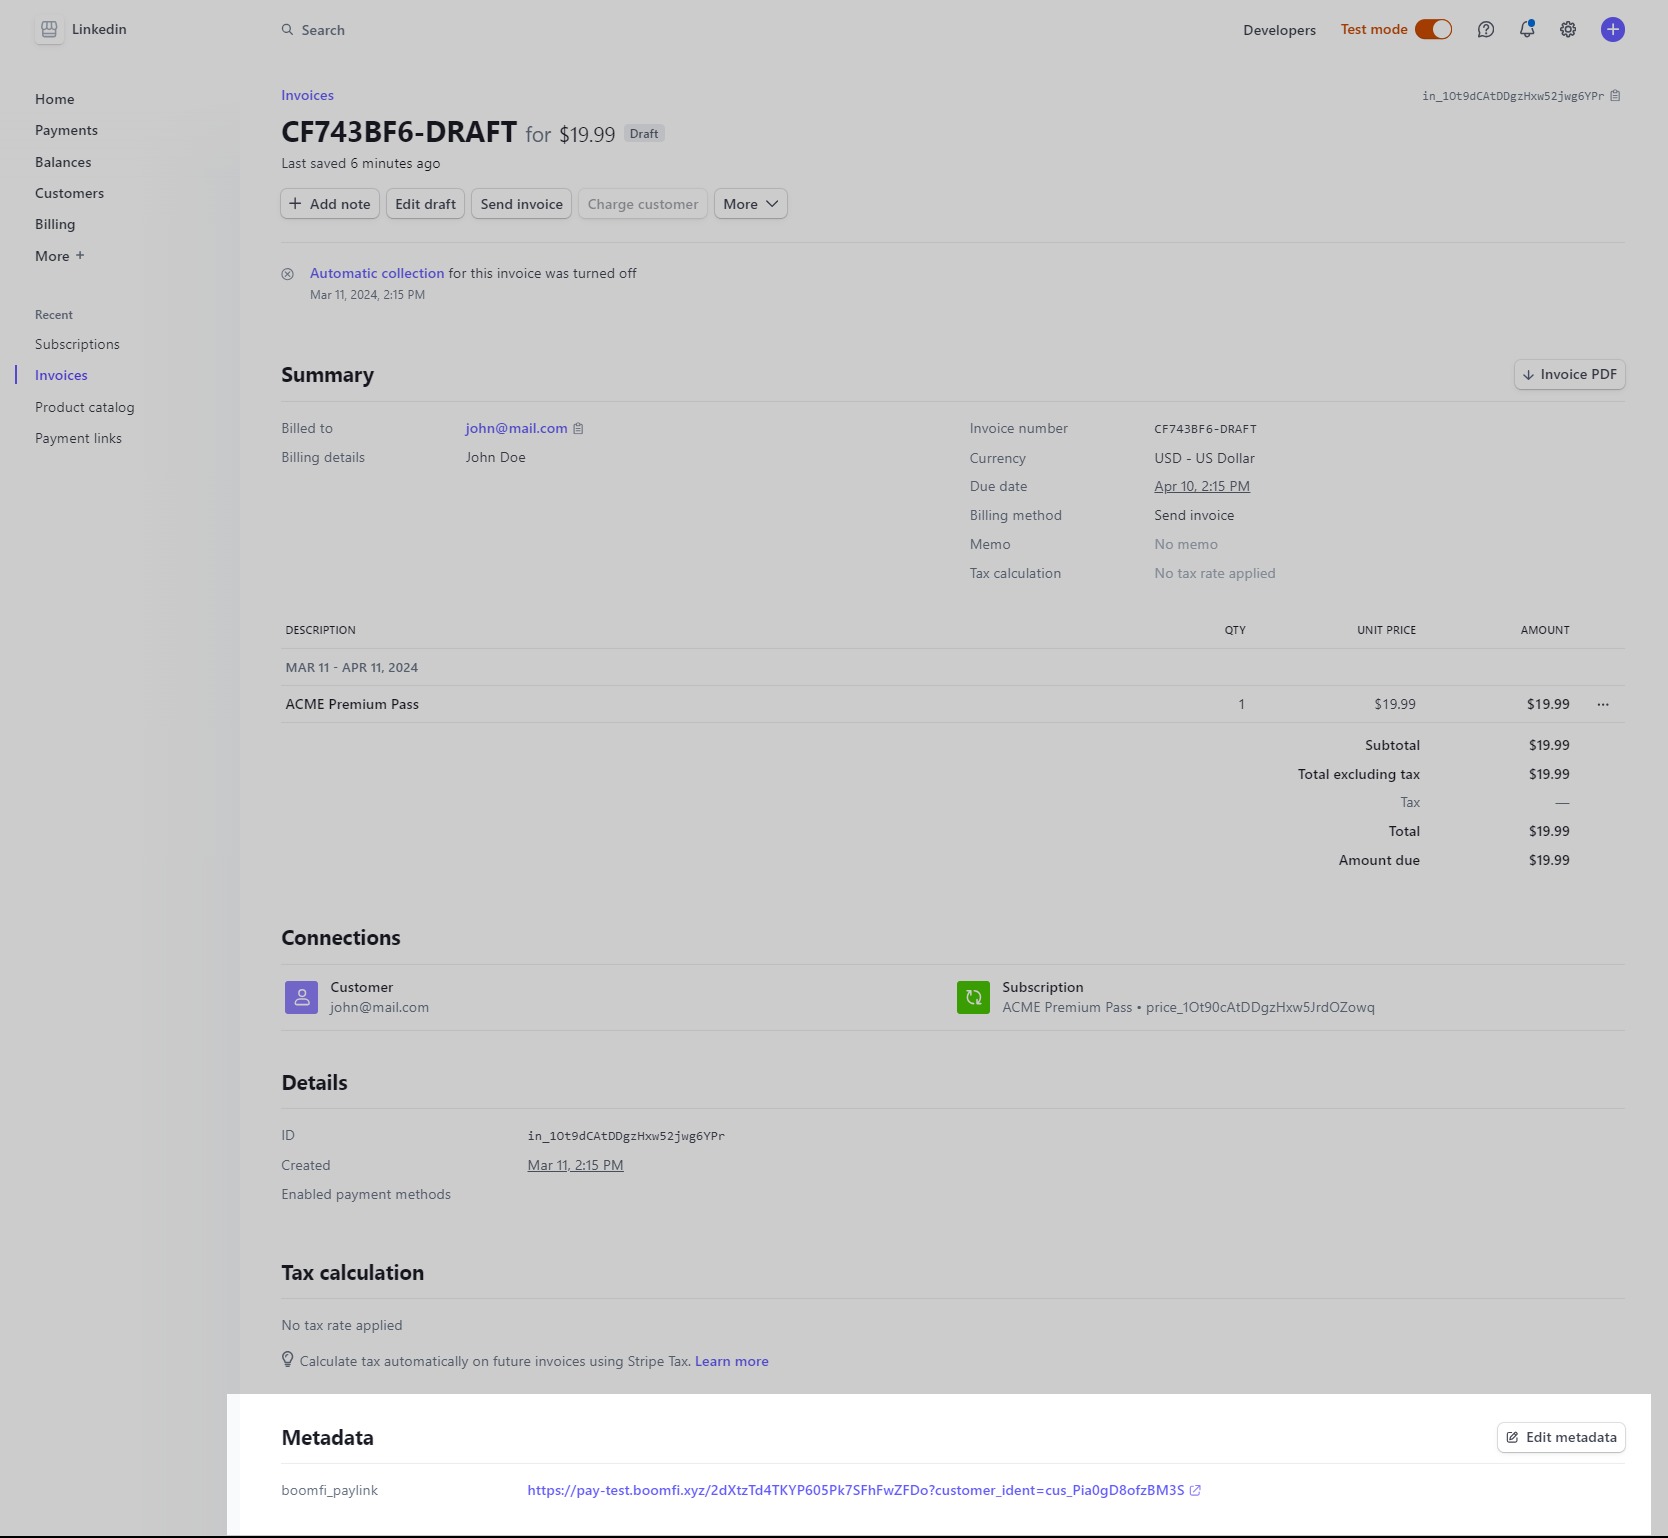 Linkedin
Search
Developers
Test mode
Home
Payments
Balances
Customers
Billing
More +
Recent
Subscriptions
Invoices
Product catalog
Payment links
Invoices
in_1Ot9dCAtDDgzHxw52jwg6YPr
CF743BF6-DRAFT for $19.99 Draft
Last saved 6 minutes ago
+ Add note Edit draft Send invoice Charge customer More
Automatic collection for this invoice was turned off
Mar 11, 2024, 2:15 PM
Summary
Invoice PDF
Billed to john@mail.com
Billing details John Doe
Invoice number CF743BF6-DRAFT
Currency USD - US Dollar
Due date Apr 10, 2:15 PM
Billing method Send invoice
Memo No memo
Tax calculation No tax rate applied
DESCRIPTION QTY UNIT PRICE AMOUNT
MAR 11 - APR 11, 2024
ACME Premium Pass 1 $19.99 $19.99 ···
Subtotal $19.99
Total excluding tax $19.99
Tax —
Total $19.99
Amount due $19.99
Connections
Customer
john@mail.com
Subscription
ACME Premium Pass • price_1Ot90cAtDDgzHxw5JrdOZowq
Details
ID in_1Ot9dCAtDDgzHxw52jwg6YPr
Created Mar 11, 2:15 PM
Enabled payment methods
Tax calculation
No tax rate applied
Calculate tax automatically on future invoices using Stripe Tax. Learn more
Metadata
Edit metadata
boomfi_paylink https://pay-test.boomfi.xyz/2dXtzTd4TKYP605Pk7SFhFwZFDo?customer_ident=cus_Pia0gD8ofzBM3S